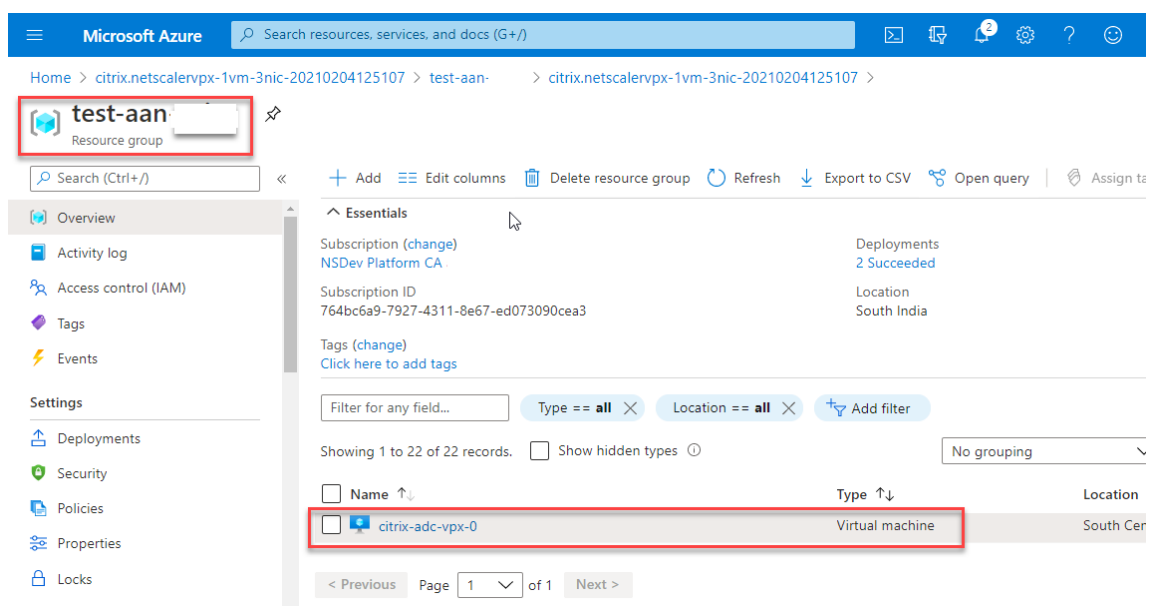 Microsoft Azure
Search resources, services, and docs (G+/)
2
Home > citrix.netscalervpx-1vm-3nic-20210204125107 > test-aan- > citrix.netscalervpx-1vm-3nic-20210204125107 >
test-aan-
Resource group
Search (Ctrl+/)
«
Add
Edit columns
Delete resource group
Refresh
Export to CSV
Open query
Assign ta
Overview
Activity log
Access control (IAM)
Tags
Events
Settings
Deployments
Security
Policies
Properties
Locks
Essentials
Subscription (change)
NSDev Platform CA
Subscription ID
764bc6a9-7927-4311-8e67-ed073090cea3
Tags (change)
Click here to add tags
Deployments
2 Succeeded
Location
South India
Filter for any field...
Type == all
Location == all
Add filter
Showing 1 to 22 of 22 records.
Show hidden types
No grouping
Name ↑↓
Type ↑↓
Location
citrix-adc-vpx-0
Virtual machine
South Cer
< Previous
Page 1 of 1
Next >